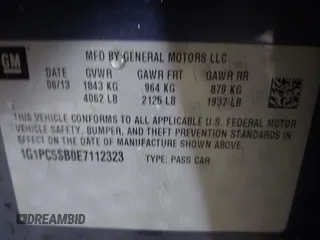 GM
MFD BY GENERAL MOTORS LLC
DATE GVWR GAWR FRT GAWR RR
06/13 1843 KG 964 KG 879 KG
4062 LB 2125 LB 1937 LB
THIS VEHICLE CONFORMS TO ALL APPLICABLE U.S. FEDERAL MOTOR
VEHICLE SAFETY, BUMPER, AND THEFT PREVENTION STANDARDS IN
EFFECT ON THE DATE OF MANUFACTURE SHOWN ABOVE.
1G1PC5SB0E7112323 TYPE: PASS CAR
DREAMBID